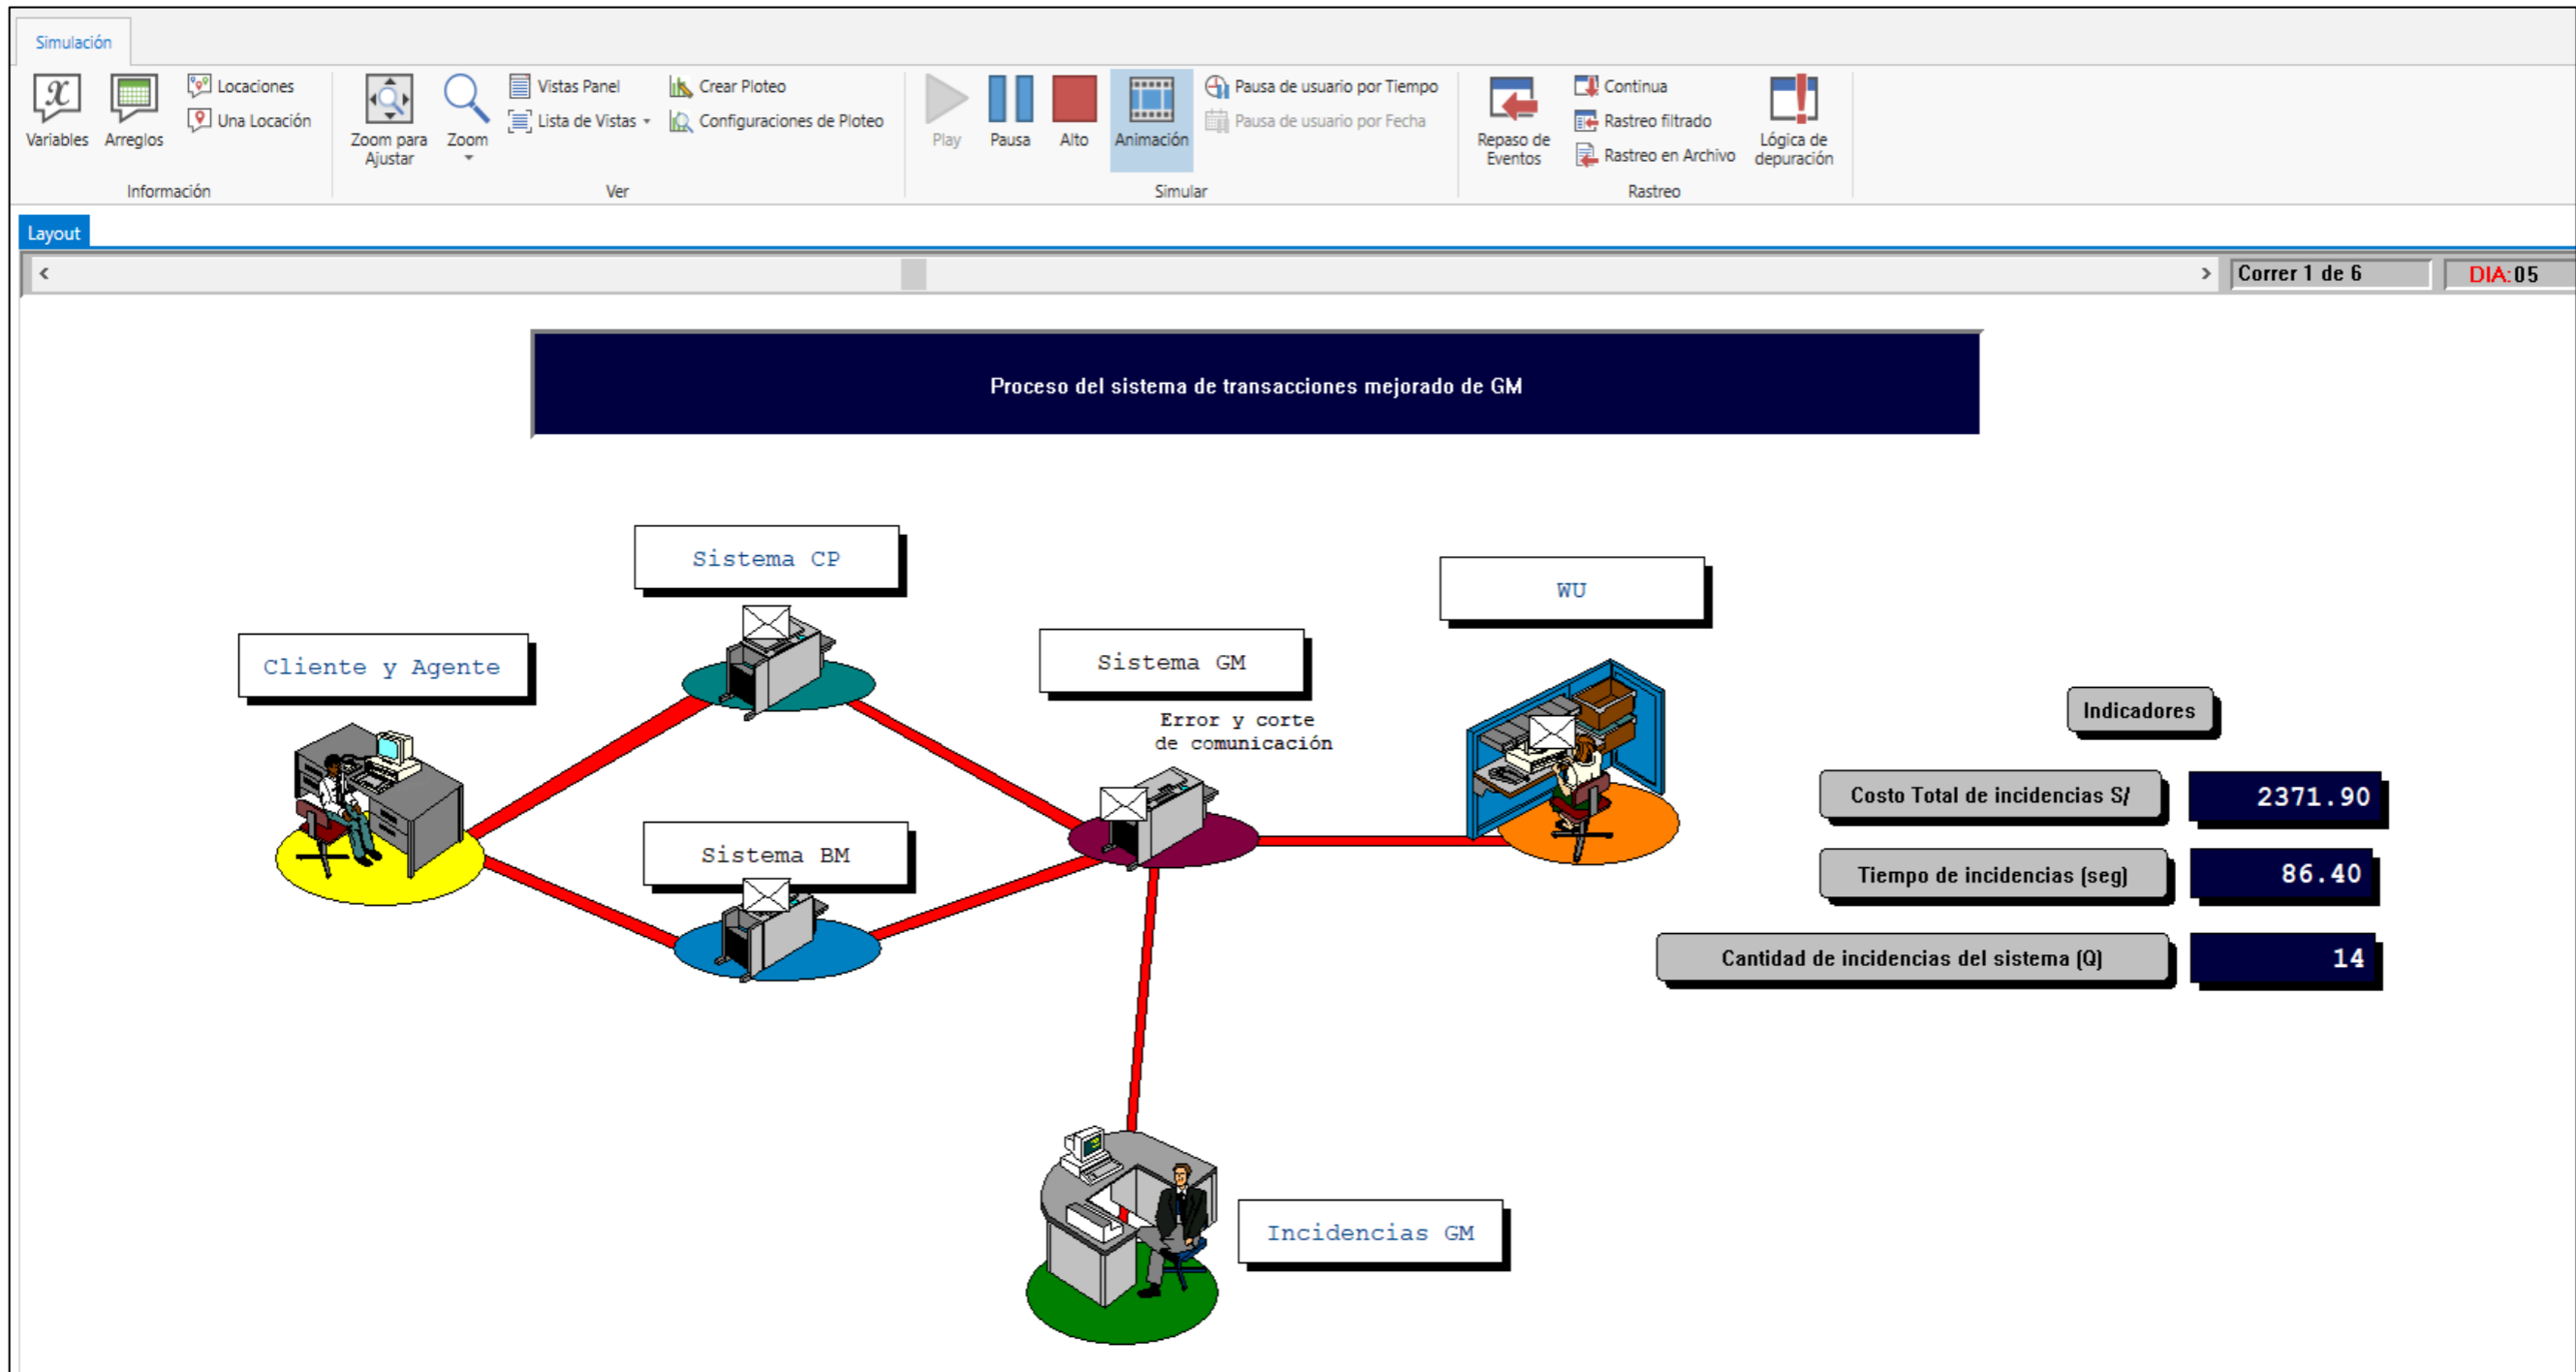 Simulación
Variables
Arreglos
Locaciones
Una Locación
Información
Zoom para
Ajustar
Zoom
Vistas Panel
Lista de Vistas
Crear Ploteo
Configuraciones de Ploteo
Ver
Play
Pausa
Alto
Animación
Pausa de usuario por Tiempo
Pausa de usuario por Fecha
Simular
Repaso de
Eventos
Continua
Rastreo filtrado
Rastreo en Archivo
Lógica de
depuración
Rastreo
Layout
Correr 1 de 6
DIA:05
Proceso del sistema de transacciones mejorado de GM
Sistema CP
WU
Cliente y Agente
Sistema GM
Error y corte
de comunicación
Sistema BM
Indicadores
Costo Total de incidencias S/
2371.90
Tiempo de incidencias (seg)
86.40
Cantidad de incidencias del sistema (Q)
14
Incidencias GM